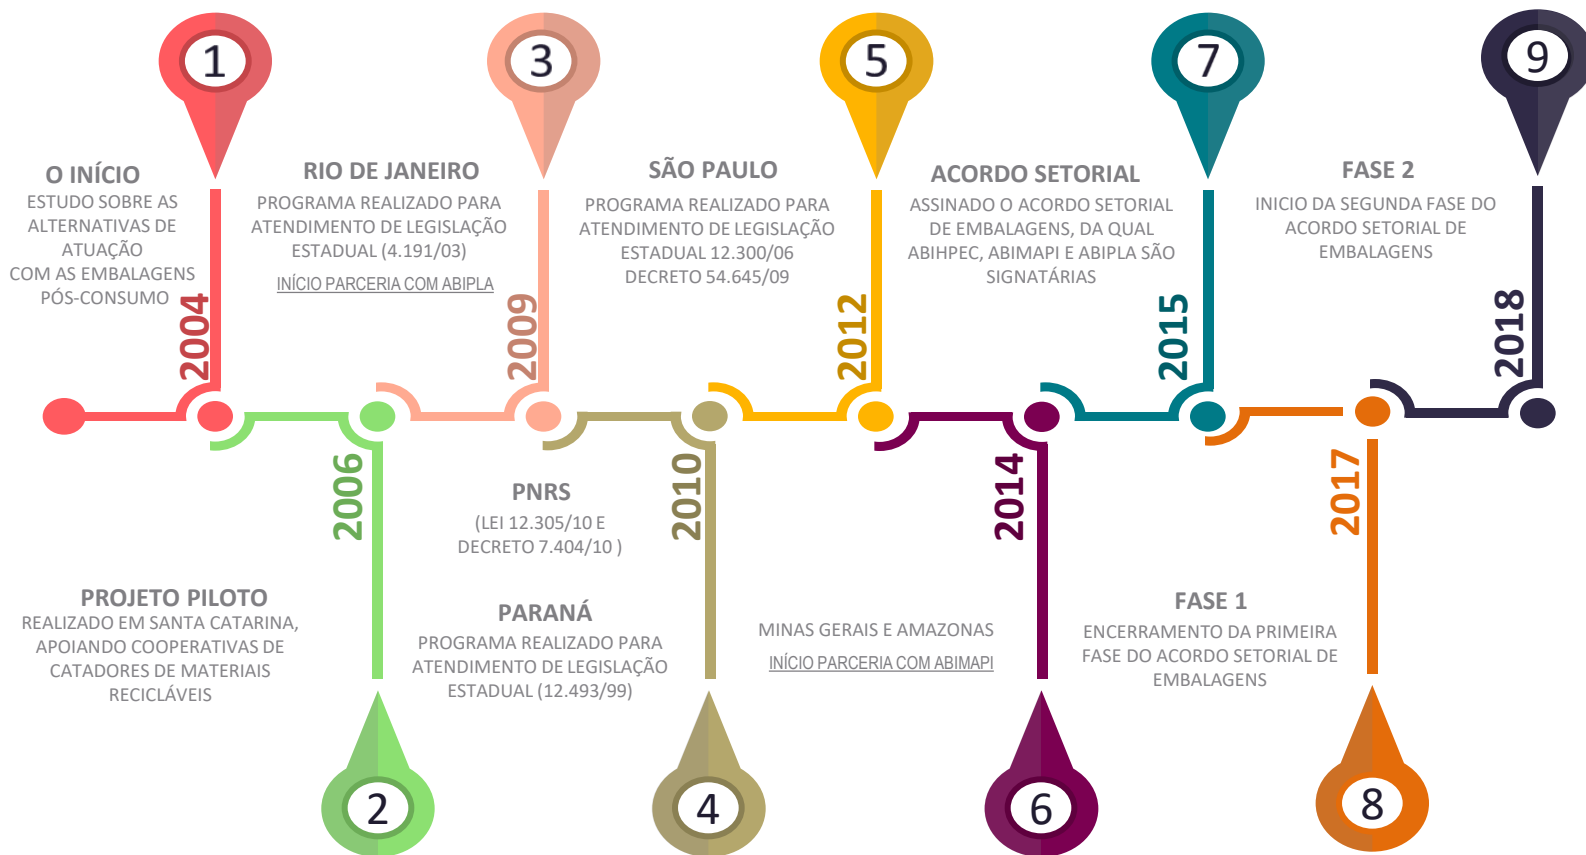 1
O INÍCIO
ESTUDO SOBRE AS
ALTERNATIVAS DE
ATUAÇÃO
COM AS EMBALAGENS
PÓS-CONSUMO
2004
2006
PROJETO PILOTO
REALIZADO EM SANTA CATARINA,
APOIANDO COOPERATIVAS DE
CATADORES DE MATERIAIS
RECICLÁVEIS
2
3
RIO DE JANEIRO
PROGRAMA REALIZADO PARA
ATENDIMENTO DE LEGISLAÇÃO
ESTADUAL (4.191/03)
INÍCIO PARCERIA COM ABIPLA
2009
2010
PNRS
(LEI 12.305/10 E
DECRETO 7.404/10 )
PARANÁ
PROGRAMA REALIZADO PARA
ATENDIMENTO DE LEGISLAÇÃO
ESTADUAL (12.493/99)
4
5
SÃO PAULO
PROGRAMA REALIZADO PARA
ATENDIMENTO DE LEGISLAÇÃO
ESTADUAL 12.300/06
DECRETO 54.645/09
2012
2014
MINAS GERAIS E AMAZONAS
INÍCIO PARCERIA COM ABIMAPI
6
7
ACORDO SETORIAL
ASSINADO O ACORDO SETORIAL
DE EMBALAGENS, DA QUAL
ABIHPEC, ABIMAPI E ABIPLA SÃO
SIGNATÁRIAS
2015
2017
FASE 1
ENCERRAMENTO DA PRIMEIRA
FASE DO ACORDO SETORIAL DE
EMBALAGENS
8
9
FASE 2
INICIO DA SEGUNDA FASE DO
ACORDO SETORIAL DE
EMBALAGENS
2018